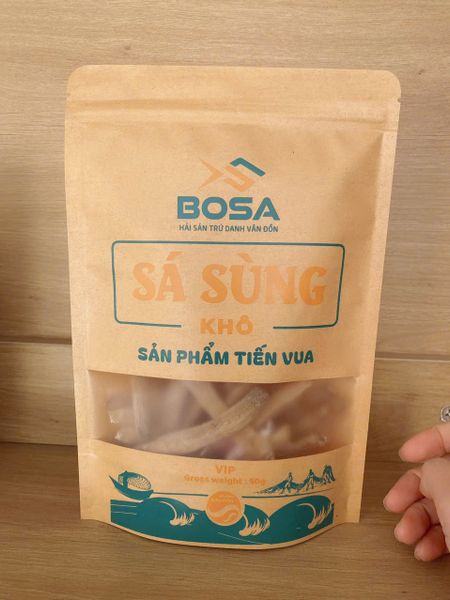 BOSA
HẢI SẢN TRỨ DANH VÂN ĐỒN
SÁ SÙNG
KHÔ
SẢN PHẨM TIẾN VUA
VIP
Gross weight : 50g